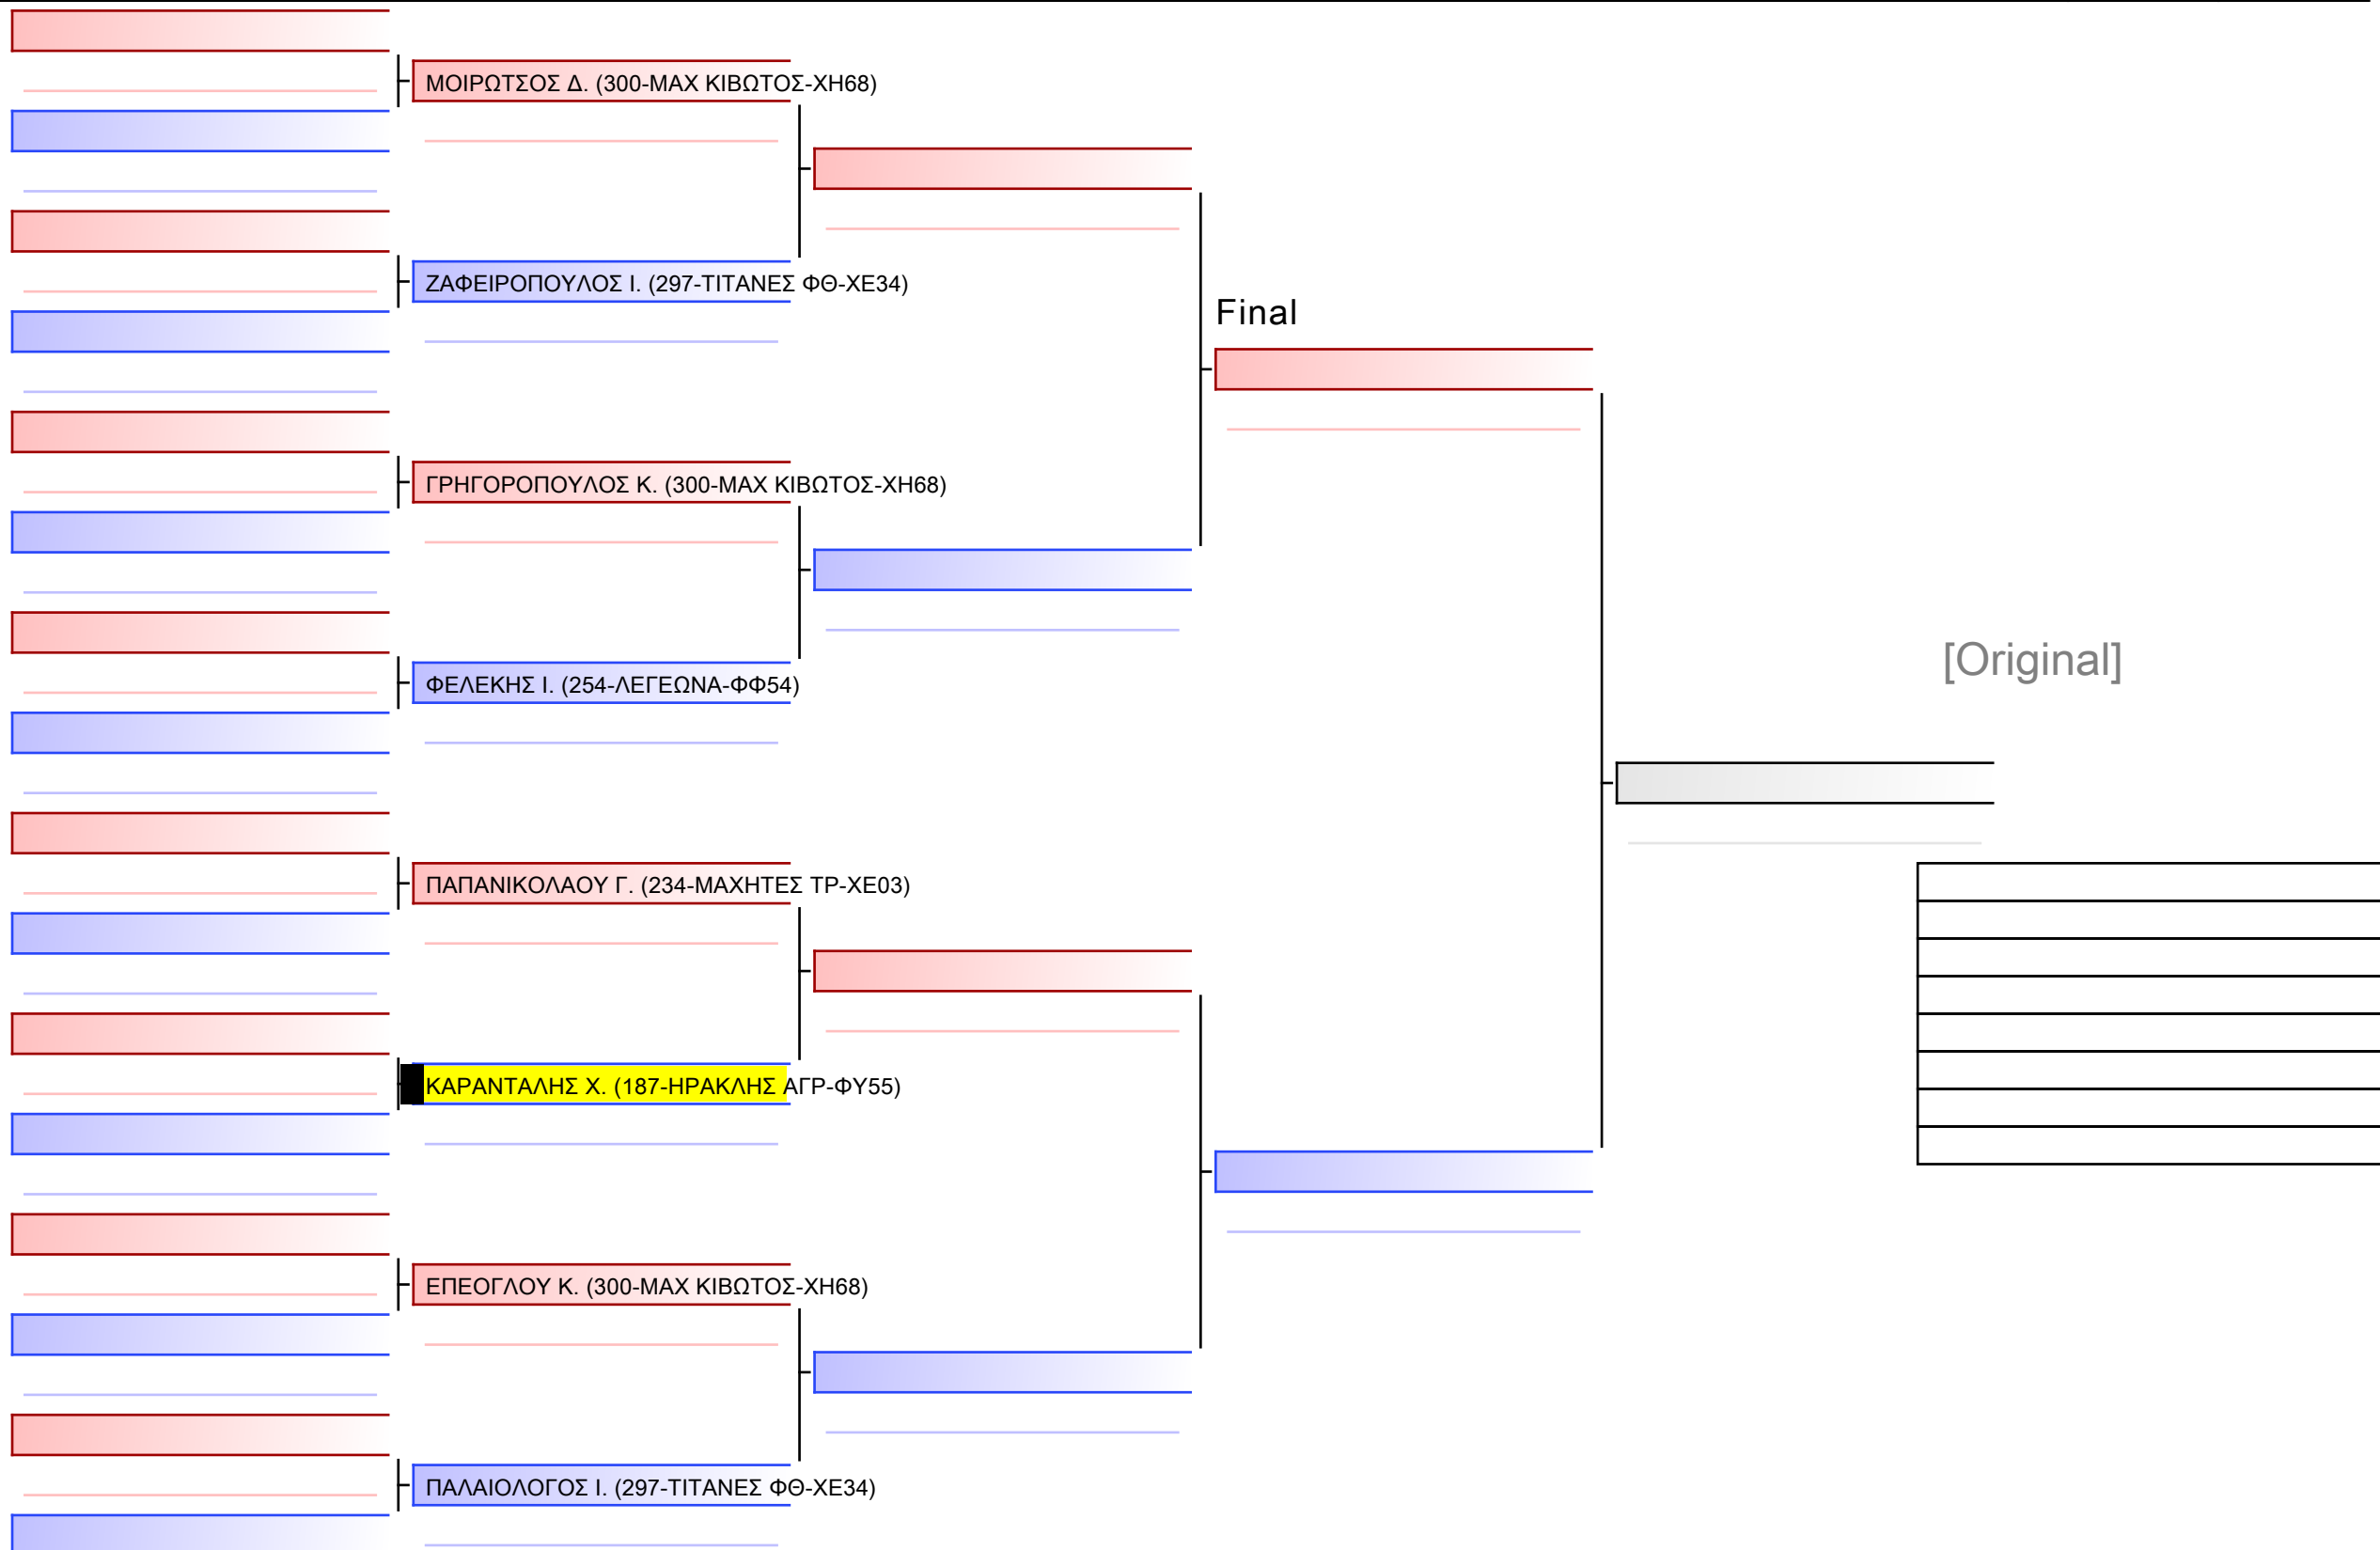 ΜΟΙΡΩΤΣΟΣ Δ. (300-ΜΑΧ ΚΙΒΩΤΟΣ-ΧΗ68)
ΖΑΦΕΙΡΟΠΟΥΛΟΣ Ι. (297-ΤΙΤΑΝΕΣ ΦΘ-ΧΕ34)
Final
ΓΡΗΓΟΡΟΠΟΥΛΟΣ Κ. (300-ΜΑΧ ΚΙΒΩΤΟΣ-ΧΗ68)
[Original]
ΦΕΛΕΚΗΣ Ι. (254-ΛΕΓΕΩΝΑ-ΦΦ54)
ΠΑΠΑΝΙΚΟΛΑΟΥ Γ. (234-ΜΑΧΗΤΕΣ ΤΡ-ΧΕ03)
ΚΑΡΑΝΤΑΛΗΣ Χ. (187-ΗΡΑΚΛΗΣ ΑΓΡ-ΦΥ55)
ΕΠΕΟΓΛΟΥ Κ. (300-ΜΑΧ ΚΙΒΩΤΟΣ-ΧΗ68)
ΠΑΛΑΙΟΛΟΓΟΣ Ι. (297-ΤΙΤΑΝΕΣ ΦΘ-ΧΕ34)